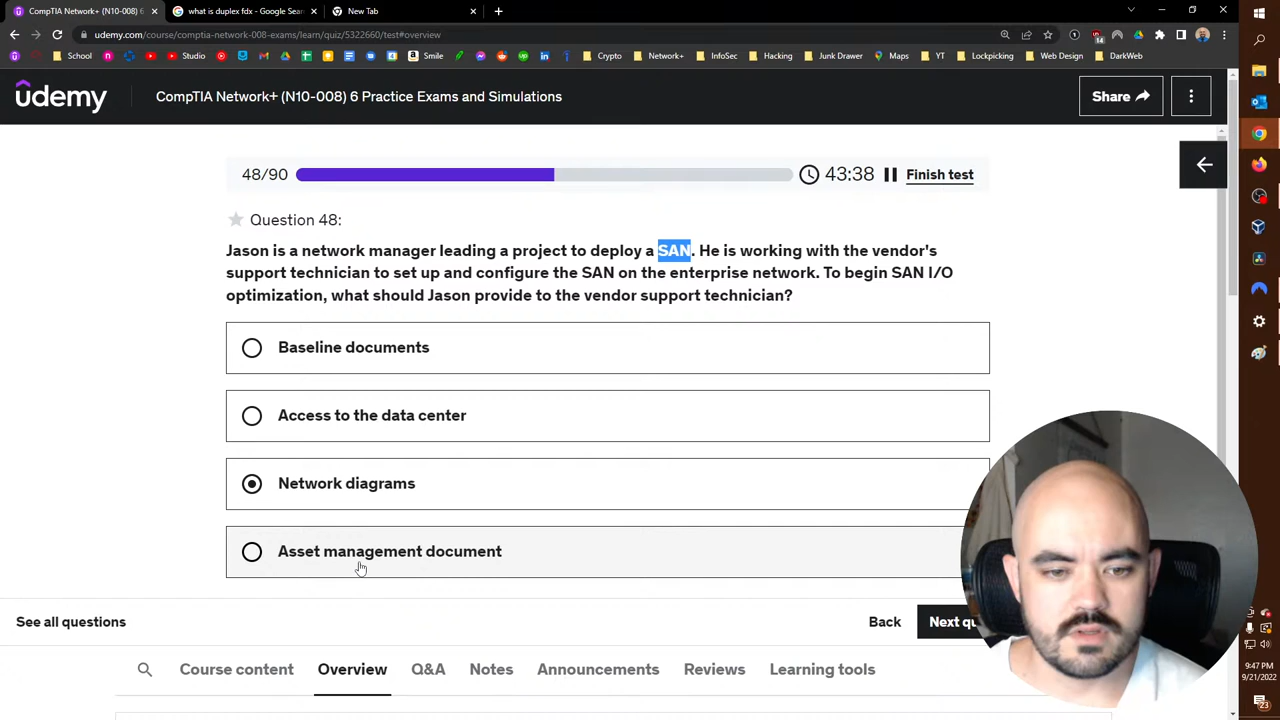 CompTIA Network+ (N10-008) 6
what is duplex fdx - Google Sear
New Tab
udemy.com/course/comptia-network-008-exams/learn/quiz/5322660/test#overview
School
Studio
Smile
Crypto
Network+
InfoSec
Hacking
Junk Drawer
Maps
YT
Lockpicking
Web Design
DarkWeb
udemy
CompTIA Network+ (N10-008) 6 Practice Exams and Simulations
Share
48/90
43:38
Finish test
Question 48:
Jason is a network manager leading a project to deploy a SAN. He is working with the vendor's
support technician to set up and configure the SAN on the enterprise network. To begin SAN I/O
optimization, what should Jason provide to the vendor support technician?
Baseline documents
Access to the data center
Network diagrams
Asset management document
See all questions
Back
Next qu
Course content
Overview
Q&A
Notes
Announcements
Reviews
Learning tools
9:47 PM
9/21/2022
23
14